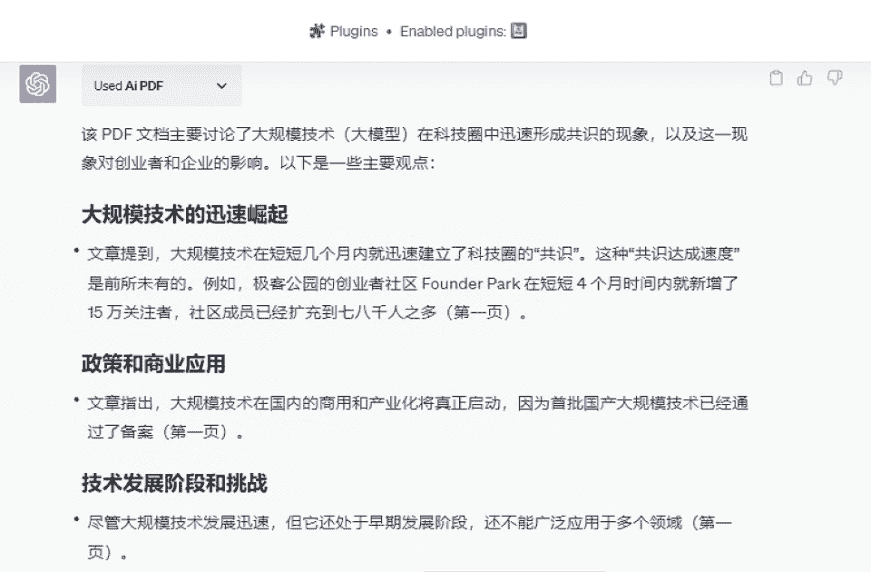 Plugins • Enabled plugins:
Used Ai PDF
该 PDF 文档主要讨论了大规模技术（大模型）在科技圈中迅速形成共识的现象，以及这一现
象对创业者和企业的影响。以下是一些主要观点：
大规模技术的迅速崛起
• 文章提到，大规模技术在短短几个月内就迅速建立了科技圈的“共识”。这种“共识达成速度”
是前所未有的。例如，极客公园的创业者社区 Founder Park 在短短 4 个月时间内就新增了
15 万关注者，社区成员已经扩充到七八千人之多（第一页）。
政策和商业应用
• 文章指出，大规模技术在国内的商用和产业化将真正启动，因为首批国产大规模技术已经通
过了备案（第一页）。
技术发展阶段和挑战
• 尽管大规模技术发展迅速，但它还处于早期发展阶段，还不能广泛应用于多个领域（第一
页）。